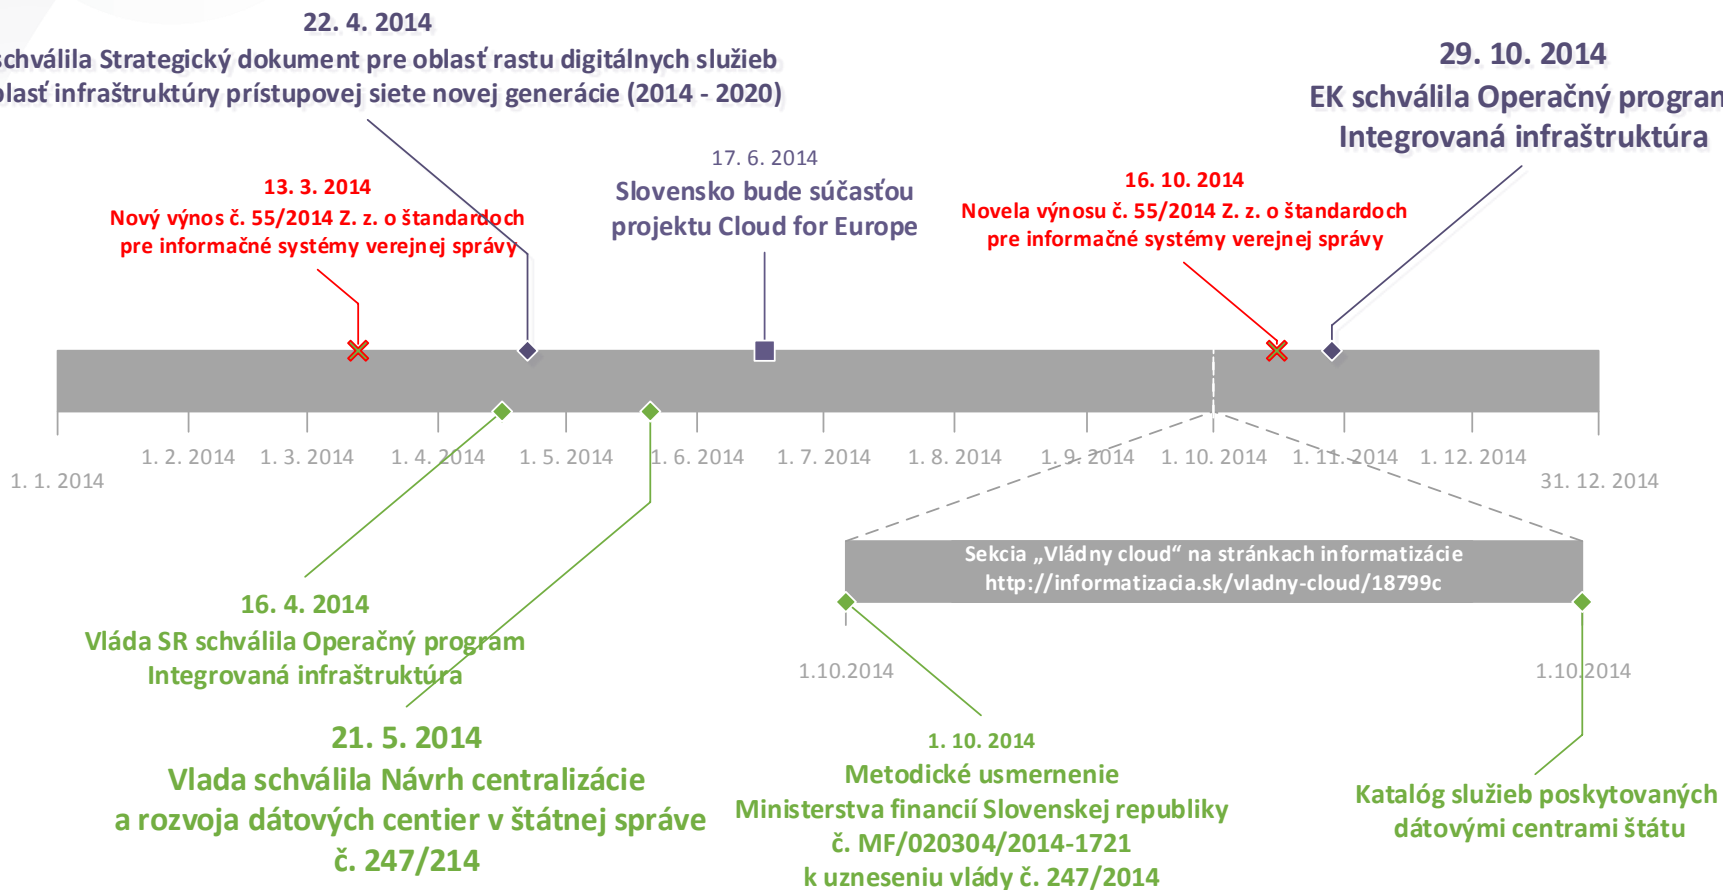 22. 4. 2014
schválila Strategický dokument pre oblasť rastu digitálnych služieb
oblasť infraštruktúry prístupovej siete novej generácie (2014 - 2020)
29. 10. 2014
EK schválila Operačný program
Integrovaná infraštruktúra
17. 6. 2014
Slovensko bude súčasťou
projektu Cloud for Europe
13. 3. 2014
Nový výnos č. 55/2014 Z. z. o štandardoch
pre informačné systémy verejnej správy
16. 10. 2014
Novela výnosu č. 55/2014 Z. z. o štandardoch
pre informačné systémy verejnej správy
1. 1. 2014
1. 2. 2014
1. 3. 2014
1. 4. 2014
1. 5. 2014
1. 6. 2014
1. 7. 2014
1. 8. 2014
1. 9. 2014
1. 10. 2014
1. 11. 2014
1. 12. 2014
31. 12. 2014
Sekcia „Vládny cloud“ na stránkach informatizácie
http://informatizacia.sk/vladny-cloud/18799c
1.10.2014
1.10.2014
16. 4. 2014
Vláda SR schválila Operačný program
Integrovaná infraštruktúra
21. 5. 2014
Vlada schválila Návrh centralizácie
a rozvoja dátových centier v štátnej správe
č. 247/214
1. 10. 2014
Metodické usmernenie
Ministerstva financií Slovenskej republiky
č. MF/020304/2014-1721
k uzneseniu vlády č. 247/2014
Katalóg služieb poskytovaných
dátovými centrami štátu